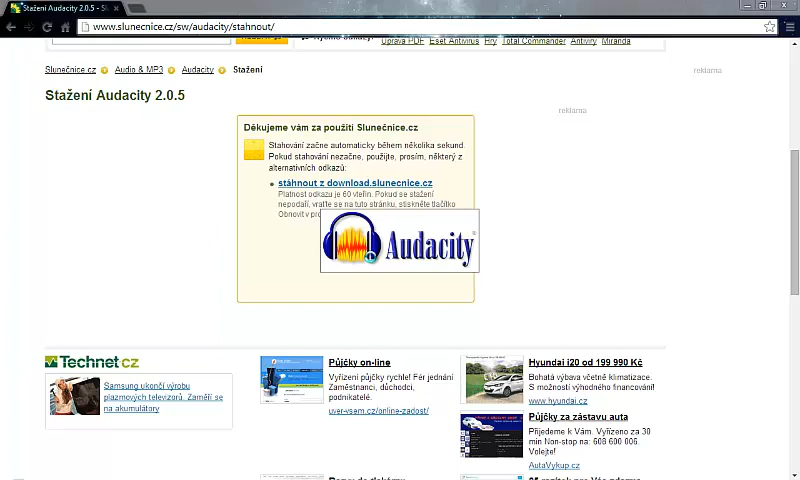 Stažení Audacity 2.0.5 - Sl
www.slunecnice.cz/sw/audacity/stahnout/
Úprava PDF Eset Antivirus Hry Total Commander Antiviry Miranda
Slunečnice.cz Audio & MP3 Audacity Stažení
reklama
Stažení Audacity 2.0.5
reklama
Děkujeme vám za použití Slunečnice.cz
Stahování začne automaticky během několika sekund.
Pokud stahování nezačne, použijte, prosím, některý z
alternativních odkazů:
stáhnout z download.slunecnice.cz
Platnost odkazu je 60 vteřin. Pokud se stažení
nepodaří, vraťte se na tuto stránku, stiskněte tlačítko
Obnovit v pro
Audacity
Technet.cz
Samsung ukončí výrobu
plazmových televizorů. Zaměří se
na akumulátory
Půjčky on-line
Vyřízení půjčky rychle! Fér jednání
Zaměstnanci, důchodci,
podnikatelé.
uver-vsem.cz/online-zadost/
Hyundai i20 od 199 990 Kč
Bohatá výbava včetně klimatizace.
S možností výhodného financování!
www.hyundai.cz
Půjčky za zástavu auta
Přijedeme k Vám. Vyřízeno za 30
min Non-stop na: 608 600 006.
Volejte!
AutaVykup.cz